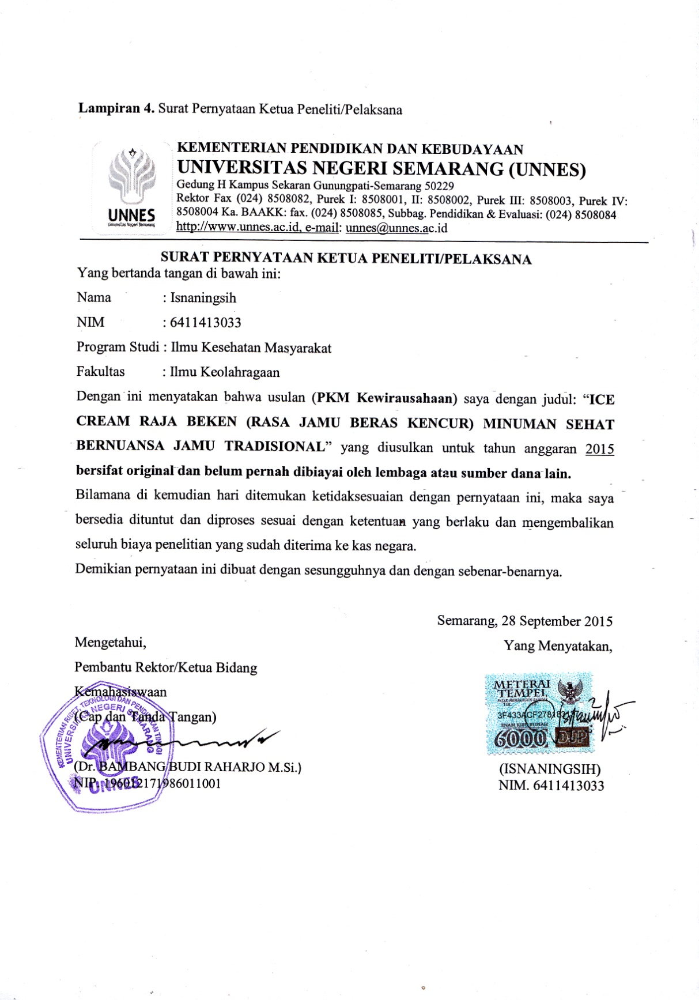 Lampiran 4. Surat Pernyataan Ketua Peneliti/Pelaksana
KEMENTERIAN PENDIDIKAN DAN KEBUDAYAAN
UNIVERSITAS NEGERI SEMARANG (UNNES)
Gedung H Kampus Sekaran Gunungpati-Semarang 50229
Rektor Fax (024) 8508082, Purek I: 8508001, II: 8508002, Purek III: 8508003, Purek IV:
8508004 Ka. BAAKK: fax. (024) 8508085, Subbag. Pendidikan & Evaluasi: (024) 8508084
http://www.unnes.ac.id, e-mail: unnes@unnes.ac.id
UNNES
Universitas Negeri Semarang
SURAT PERNYATAAN KETUA PENELITI/PELAKSANA
Yang bertanda tangan di bawah ini:
Nama : Isnaningsih
NIM : 6411413033
Program Studi : Ilmu Kesehatan Masyarakat
Fakultas : Ilmu Keolahragaan
Dengan ini menyatakan bahwa usulan (PKM Kewirausahaan) saya dengan judul: “ICE
CREAM RAJA BEKEN (RASA JAMU BERAS KENCUR) MINUMAN SEHAT
BERNUANSA JAMU TRADISIONAL” yang diusulkan untuk tahun anggaran 2015
bersifat original dan belum pernah dibiayai oleh lembaga atau sumber dana lain.
Bilamana di kemudian hari ditemukan ketidaksesuaian dengan pernyataan ini, maka saya
bersedia dituntut dan diproses sesuai dengan ketentuan yang berlaku dan mengembalikan
seluruh biaya penelitian yang sudah diterima ke kas negara.
Demikian pernyataan ini dibuat dengan sesungguhnya dan dengan sebenar-benarnya.
Semarang, 28 September 2015
Mengetahui,
Yang Menyatakan,
Pembantu Rektor/Ketua Bidang
Kemahasiswaan
(Cap dan Tanda Tangan)
KEMENTERIAN RISET, TEKNOLOGI DAN PENDIDIKAN TINGGI
UNIVERSITAS NEGERI SEMARANG
UNNES
METERAI
TEMPEL
PAJAK MEMBANGUN BANGSA
TGL
ENAM RIBU RUPIAH
6000 DJP
(Dr. BAMBANG BUDI RAHARJO M.Si.)
NIP. 196012171986011001
(ISNANINGSIH)
NIM. 6411413033